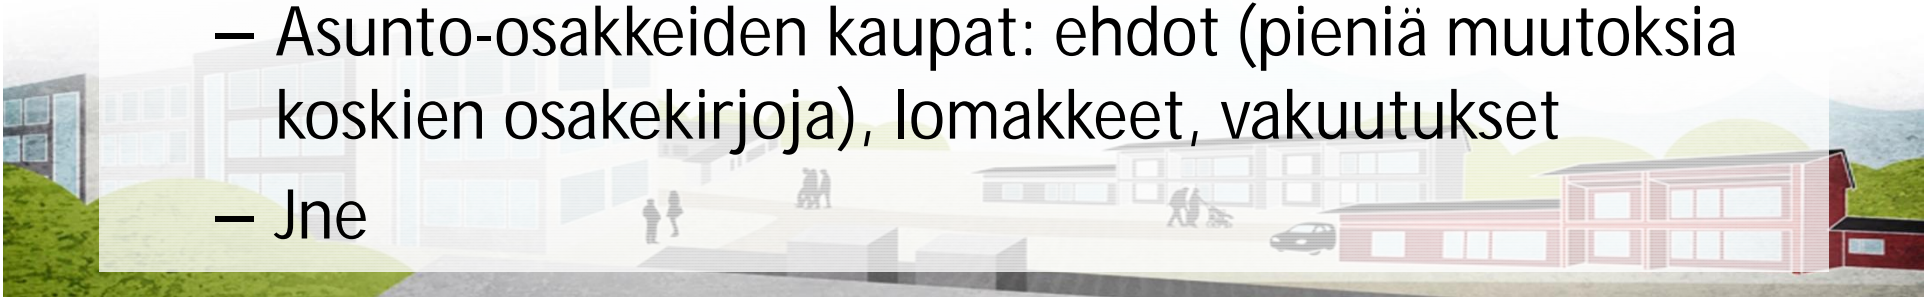 – Asunto-osakkeiden kaupat: ehdot (pieniä muutoksia
koskien osakekirjoja), lomakkeet, vakuutukset
– Jne